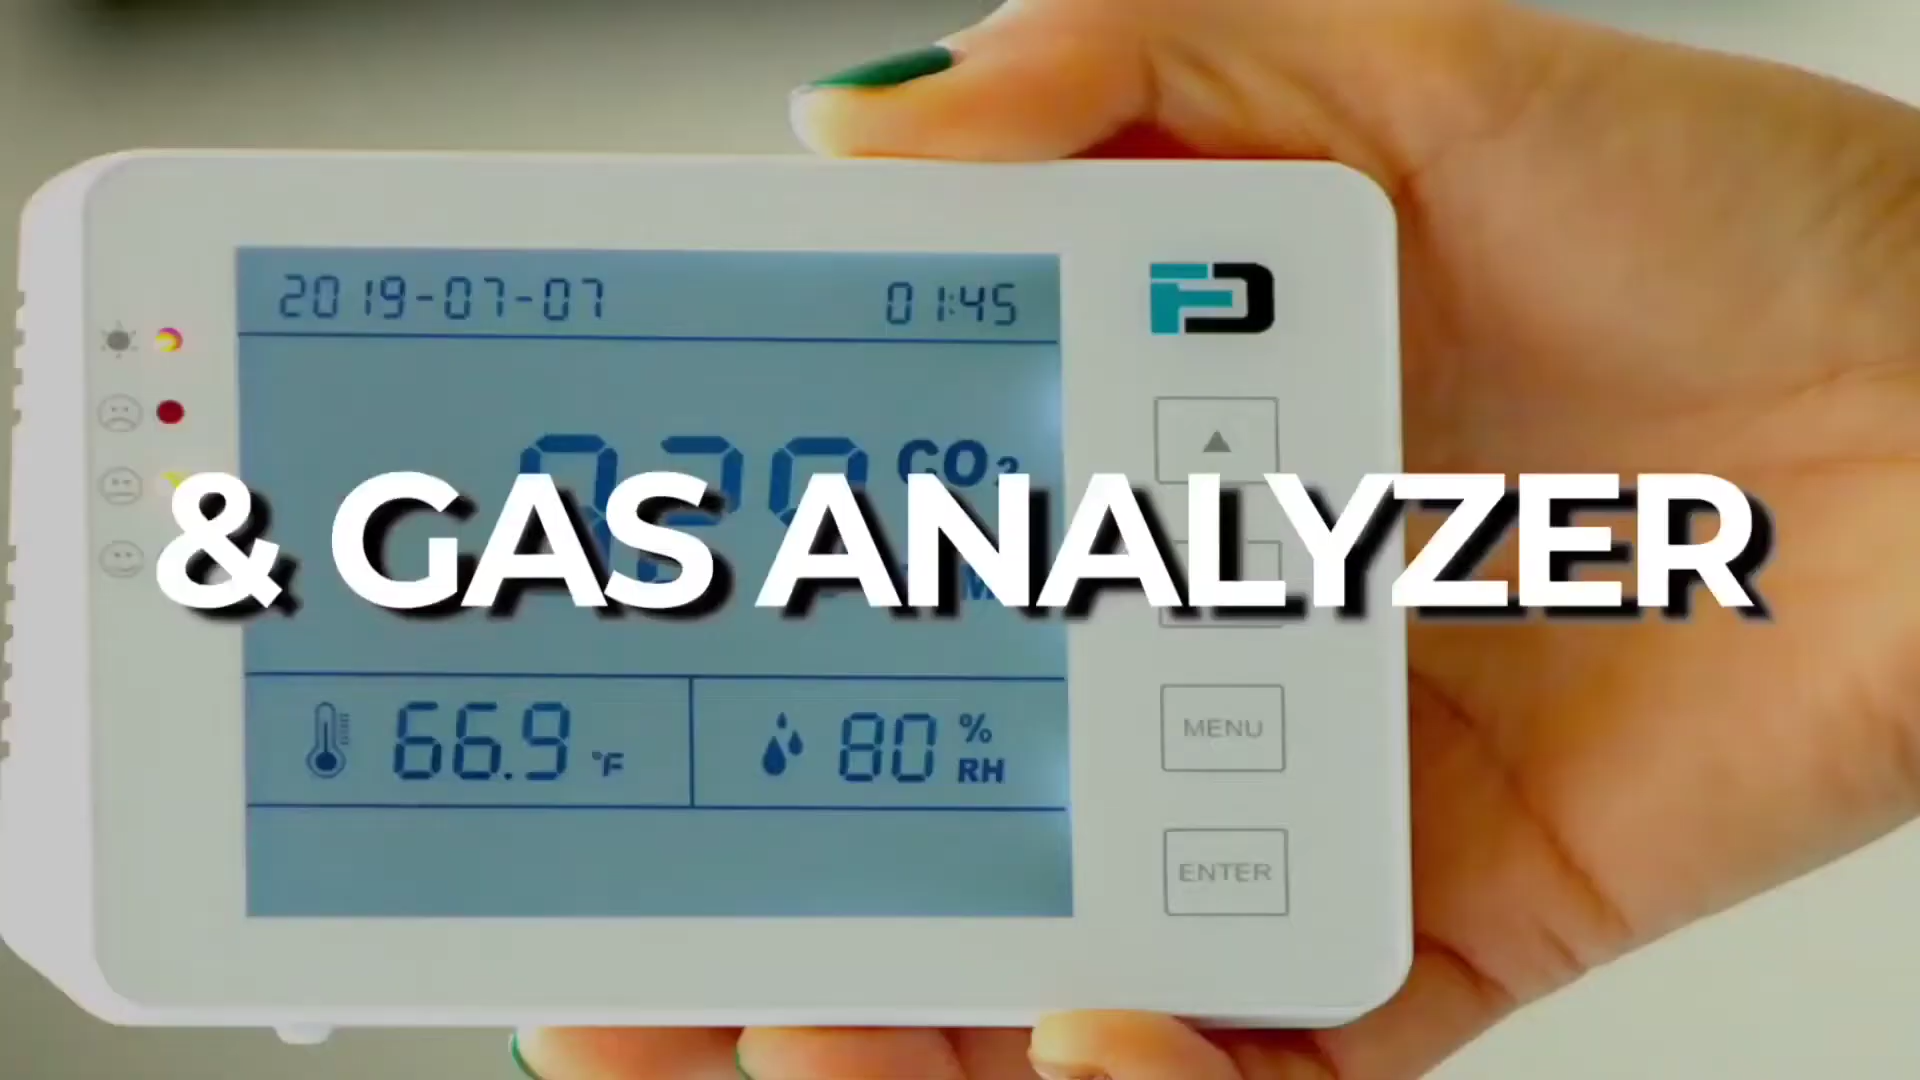 2019-07-07 01:45
CO₂
& GAS ANALYZER
66.9 °F 80 % RH
MENU
ENTER